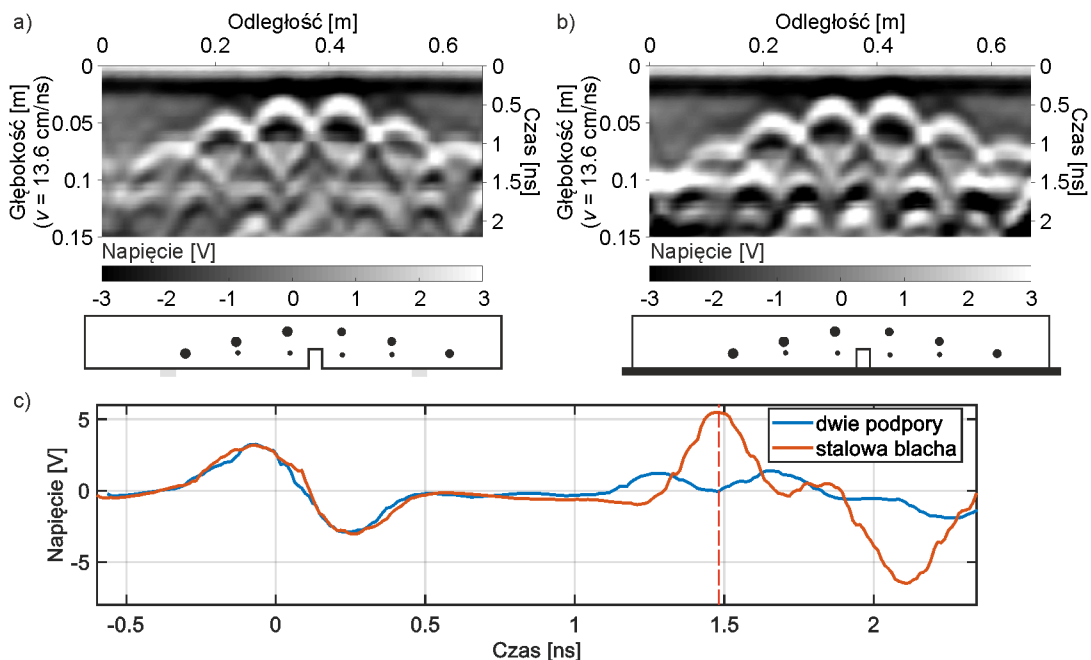 a)
Odległość [m]
0 0.2 0.4 0.6
0 0.05 0.1 0.15
Głębokość [m]
(v = 13.6 cm/ns)
0 0.5 1 1.5 2
Czas [ns]
Napięcie [V]
-3 -2 -1 0 1 2 3
b)
Odległość [m]
0 0.2 0.4 0.6
0 0.05 0.1 0.15
Głębokość [m]
(v = 13.6 cm/ns)
0 0.5 1 1.5 2
Czas [ns]
Napięcie [V]
-3 -2 -1 0 1 2 3
c)
5 0 -5
Napięcie [V]
dwie podpory
stalowa blacha
-0.5 0 0.5 1 1.5 2
Czas [ns]